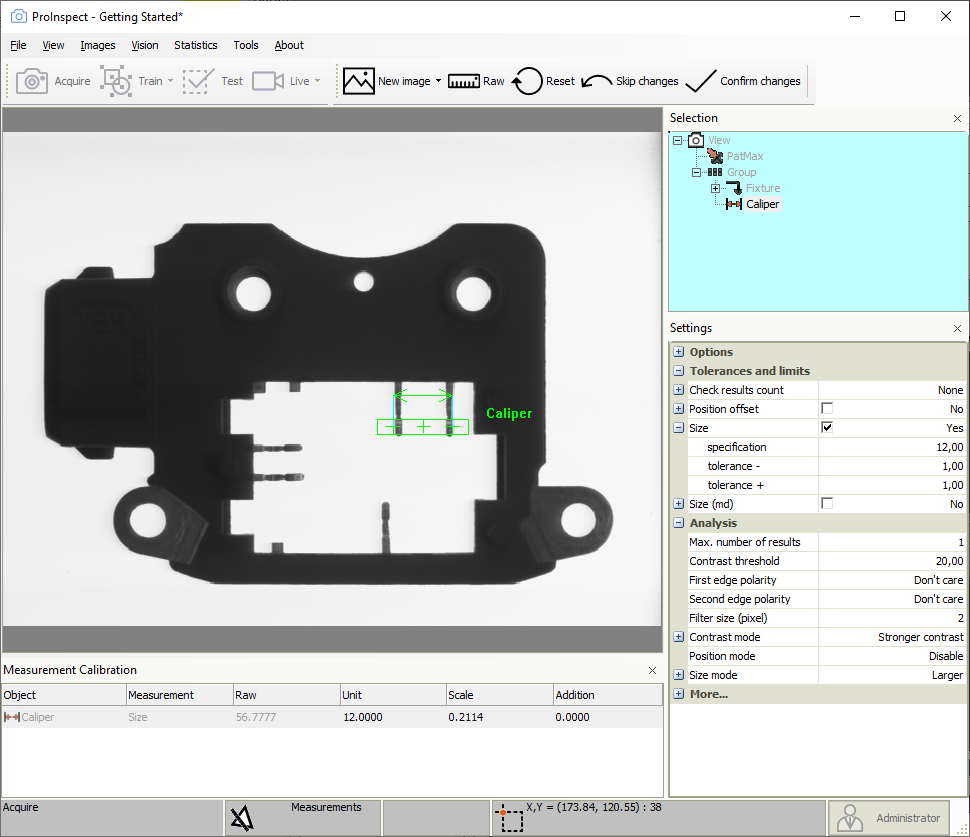 ProInspect - Getting Started*
File View Images Vision Statistics Tools About
Acquire Train Test Live New image Raw Reset Skip changes Confirm changes
Selection
View
PatMax
Group
Fixture
Caliper
Caliper
Settings
Options
Tolerances and limits
Check results count None
Position offset No
Size Yes
specification 12,00
tolerance - 1,00
tolerance + 1,00
Size (md) No
Analysis
Max. number of results 1
Contrast threshold 20,00
First edge polarity Don't care
Second edge polarity Don't care
Filter size (pixel) 2
Contrast mode Stronger contrast
Position mode Disable
Size mode Larger
More...
Measurement Calibration
Object Measurement Raw Unit Scale Addition
Caliper Size 56.7777 12.0000 0.2114 0.0000
Acquire Measurements X,Y = (173.84, 120.55) : 38 Administrator